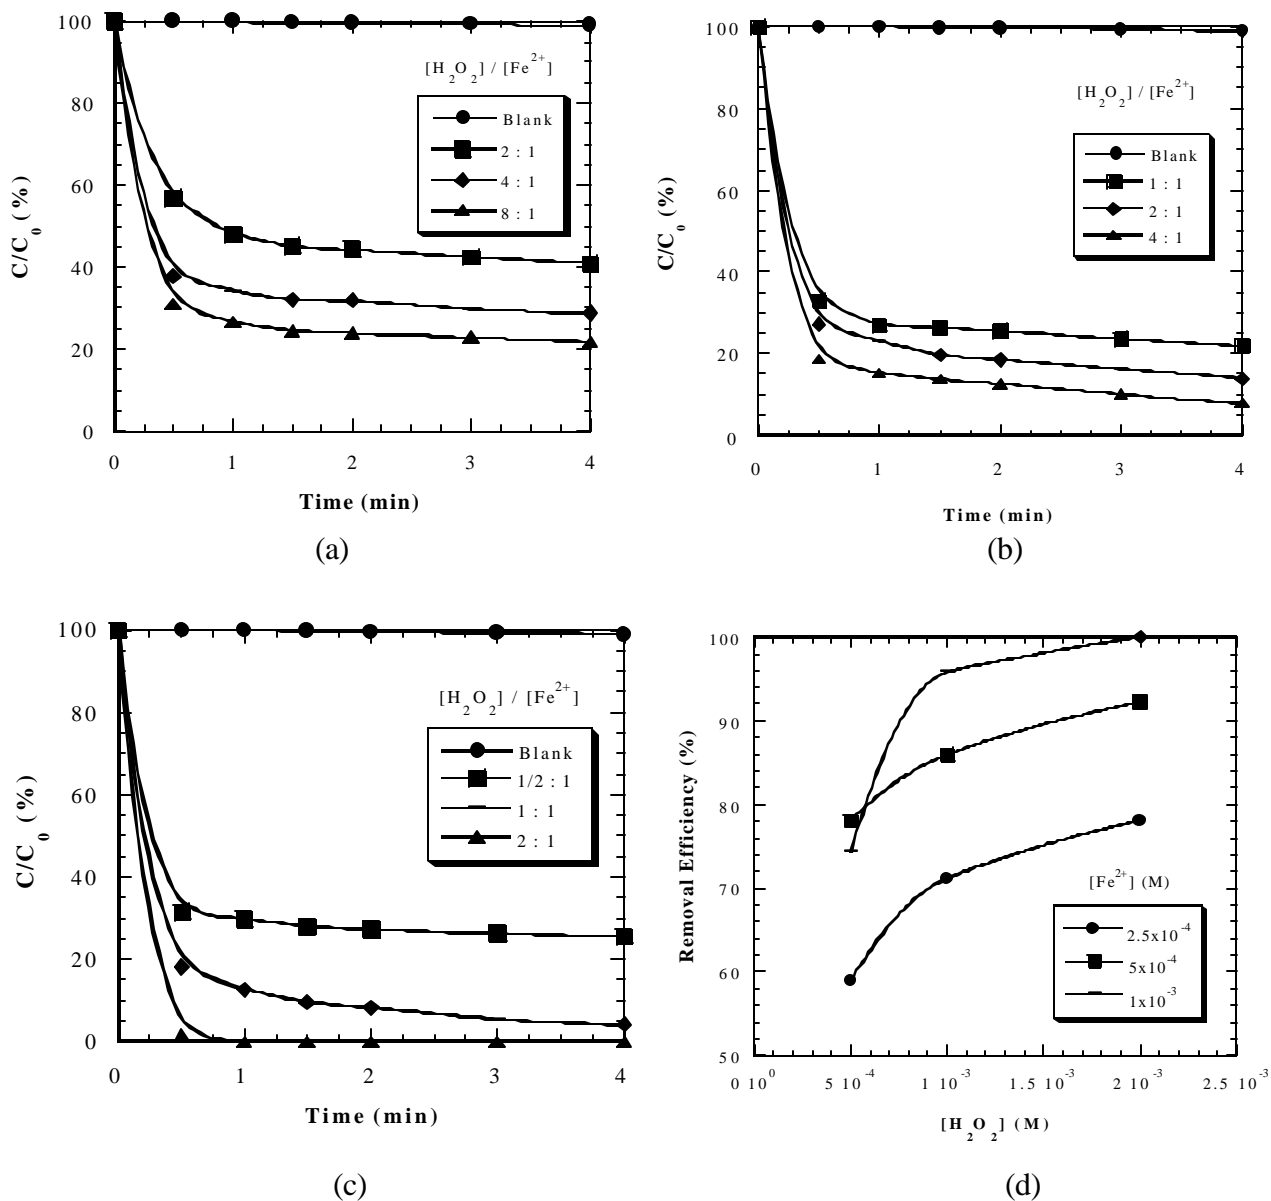 100
80
60
40
20
0
C/C₀ (%)
[H₂O₂] / [Fe²⁺]
Blank
2 : 1
4 : 1
8 : 1
0 1 2 3 4
Time (min)
(a)
100
80
60
40
20
0
C/C₀ (%)
[H₂O₂] / [Fe²⁺]
Blank
1 : 1
2 : 1
4 : 1
0 1 2 3 4
Time (min)
(b)
100
80
60
40
20
0
C/C₀ (%)
[H₂O₂] / [Fe²⁺]
Blank
1/2 : 1
1 : 1
2 : 1
0 1 2 3 4
Time (min)
(c)
100
90
80
70
60
50
Removal Efficiency (%)
[Fe²⁺] (M)
2.5x10⁻⁴
5x10⁻⁴
1x10⁻³
0 10⁰ 5 10⁻⁴ 1 10⁻³ 1.5 10⁻³ 2 10⁻³ 2.5 10⁻³
[H₂O₂] (M)
(d)